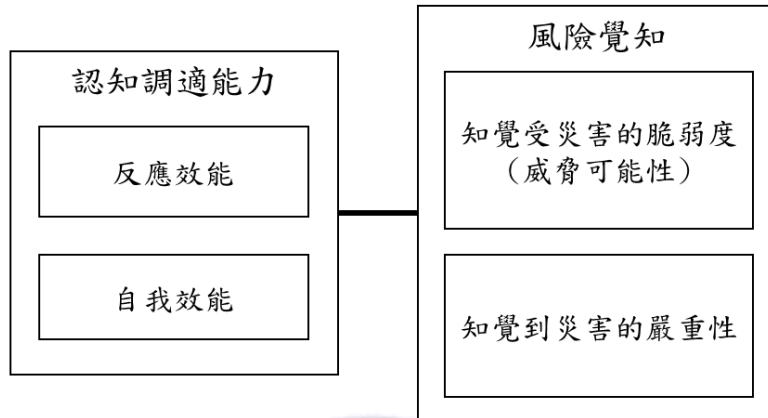 認知調適能力
反應效能
自我效能
風險覺知
知覺受災害的脆弱度
（威脅可能性）
知覺到災害的嚴重性